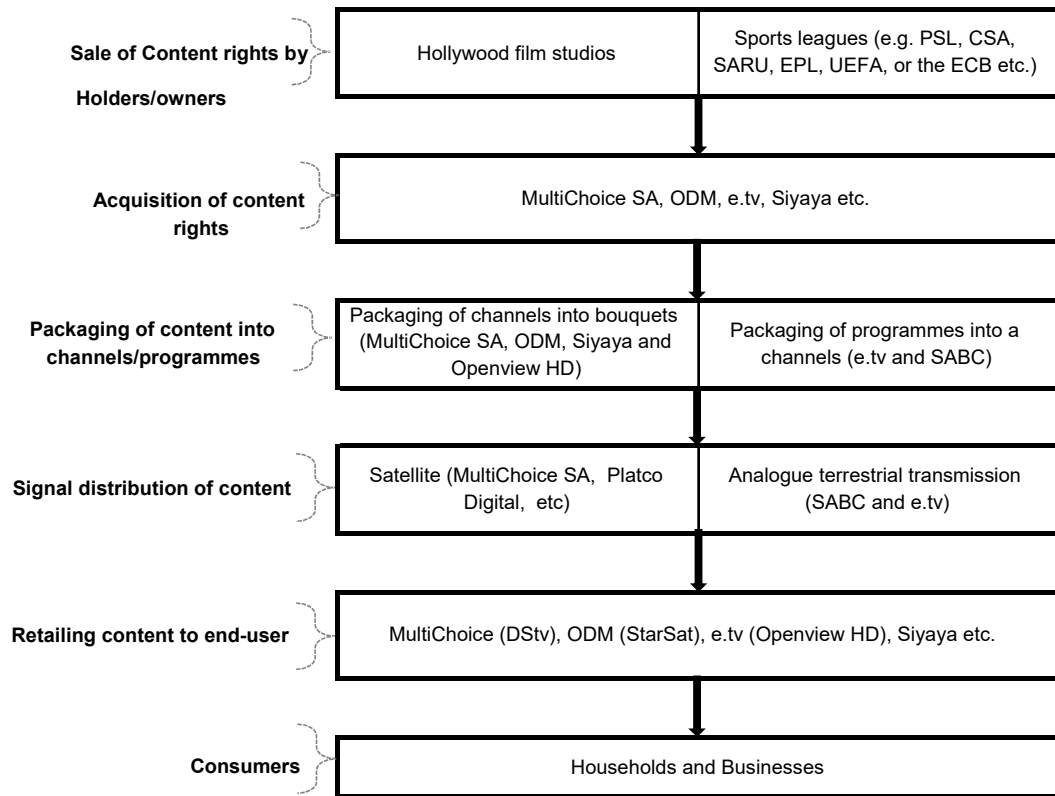 Sale of Content rights by
Holders/owners
Hollywood film studios
Sports leagues (e.g. PSL, CSA,
SARU, EPL, UEFA, or the ECB etc.)
Acquisition of content
rights
MultiChoice SA, ODM, e.tv, Siyaya etc.
Packaging of content into
channels/programmes
Packaging of channels into bouquets
(MultiChoice SA, ODM, Siyaya and
Openview HD)
Packaging of programmes into a
channels (e.tv and SABC)
Signal distribution of content
Satellite (MultiChoice SA, Platco
Digital, etc)
Analogue terrestrial transmission
(SABC and e.tv)
Retailing content to end-user
MultiChoice (DStv), ODM (StarSat), e.tv (Openview HD), Siyaya etc.
Consumers
Households and Businesses